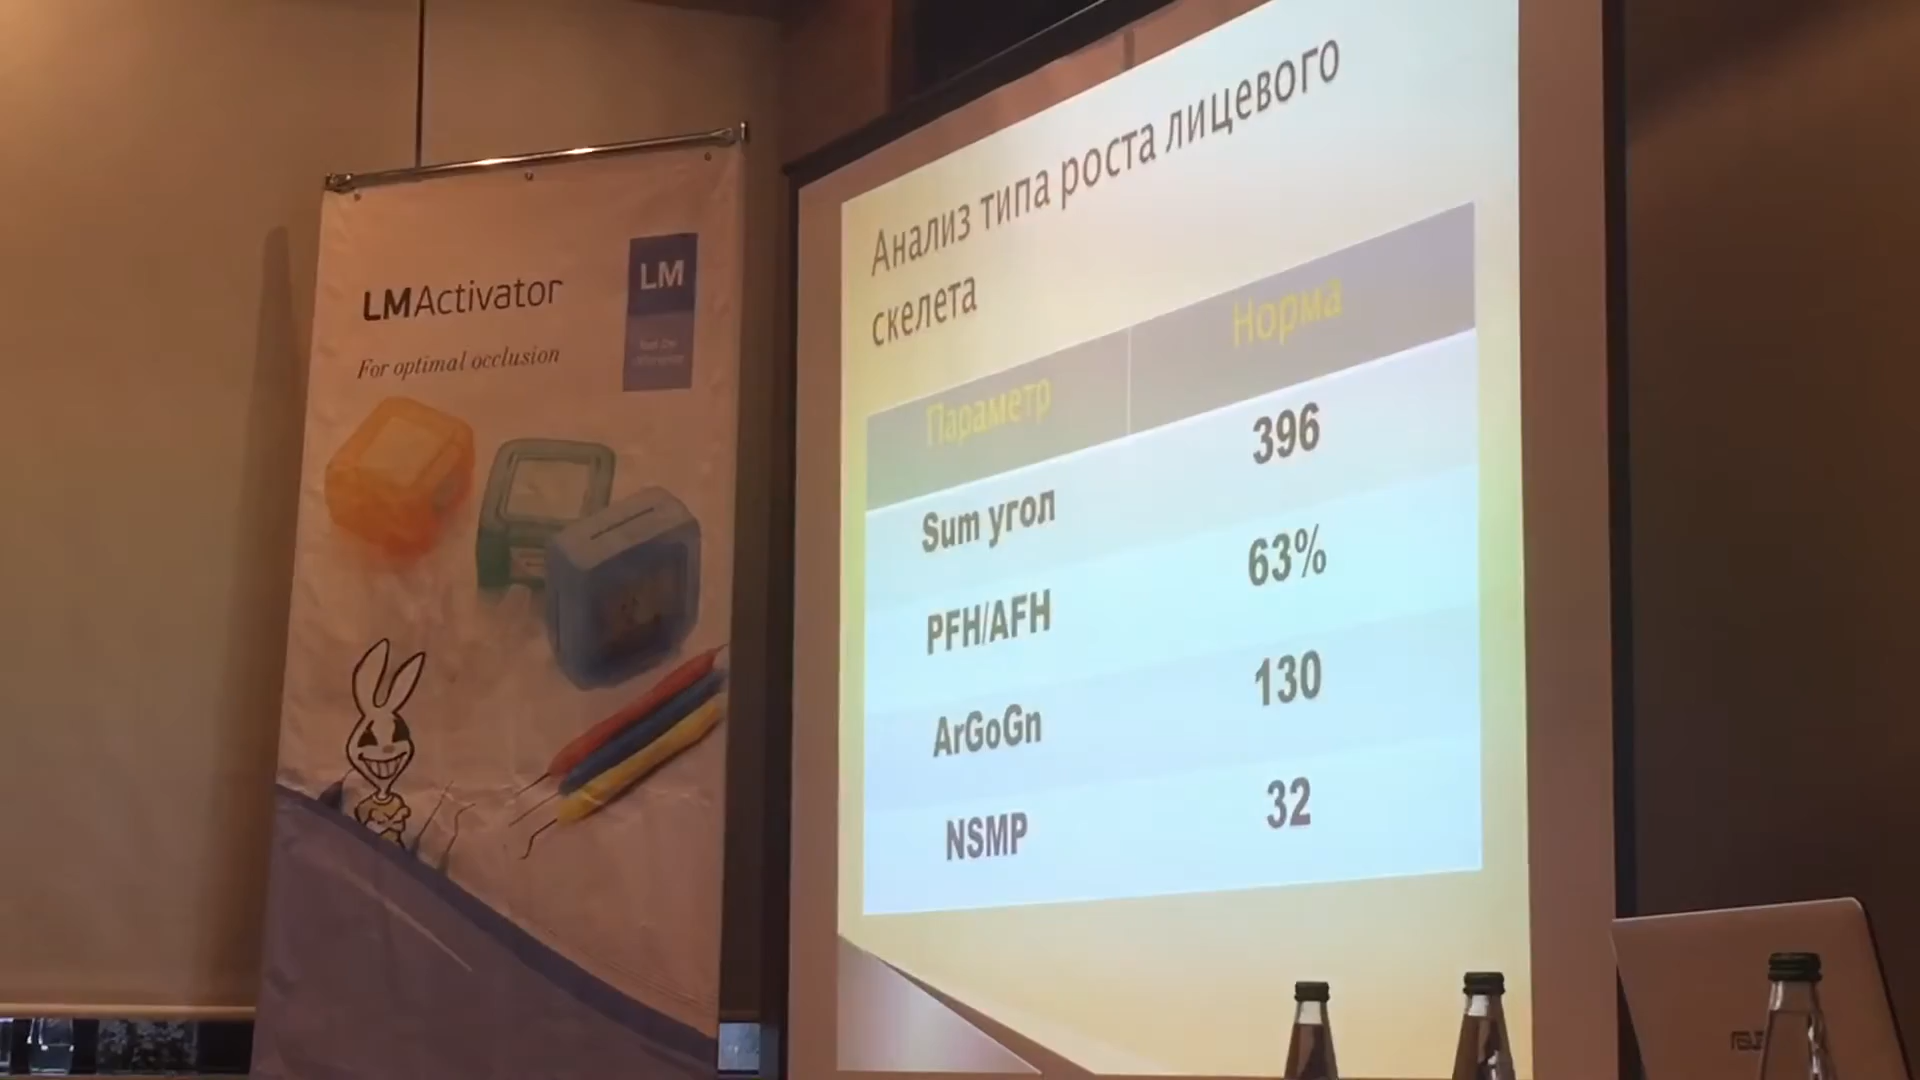 LMActivator
For optimal occlusion
LM
Анализ типа роста лицевого
скелета
Параметр Норма
Sum угол 396
PFH/AFH 63%
ArGoGn 130
NSMP 32
ASUS